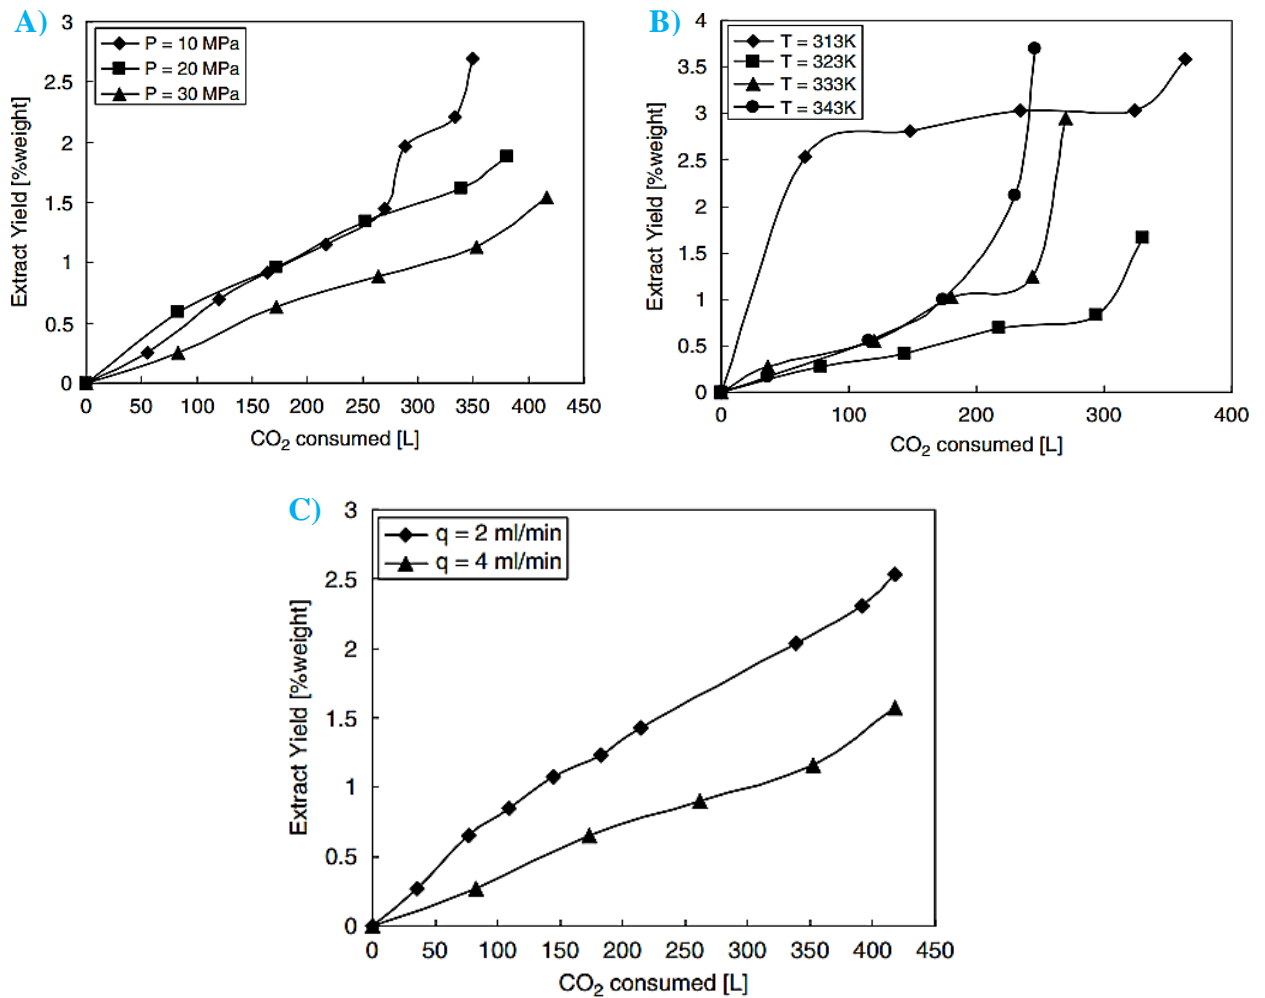 A)
3
2.5
2
1.5
1
0.5
0
P = 10 MPa
P = 20 MPa
P = 30 MPa
Extract Yield [%weight]
0 50 100 150 200 250 300 350 400 450
CO2 consumed [L]
B)
4
3.5
3
2.5
2
1.5
1
0.5
0
T = 313K
T = 323K
T = 333K
T = 343K
Extract Yield [%weight]
0 100 200 300 400
CO2 consumed [L]
C)
3
2.5
2
1.5
1
0.5
0
q = 2 ml/min
q = 4 ml/min
Extract Yield [%weight]
0 50 100 150 200 250 300 350 400 450
CO2 consumed [L]